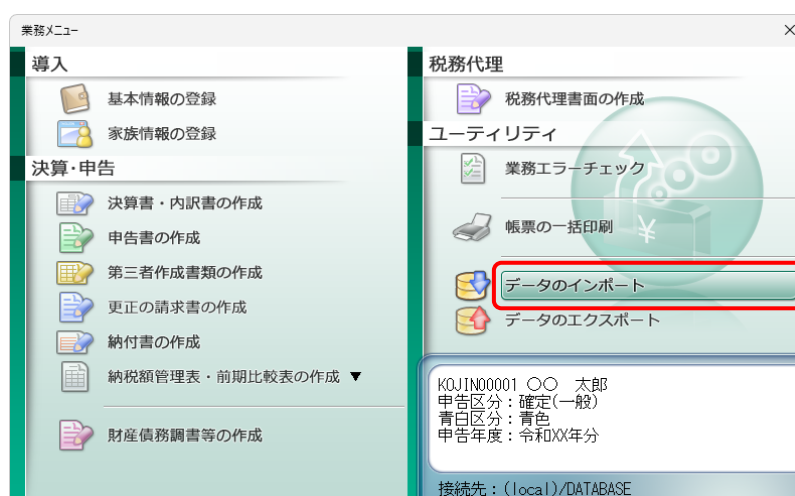 業務メニュー
導入
基本情報の登録
家族情報の登録
決算・申告
決算書・内訳書の作成
申告書の作成
第三者作成書類の作成
更正の請求書の作成
納付書の作成
納税額管理表・前期比較表の作成 ▼
財産債務調書等の作成
税務代理
税務代理書面の作成
ユーティリティ
業務エラーチェック
帳票の一括印刷
データのインポート
データのエクスポート
KOJIN00001 〇〇 太郎
申告区分：確定(一般)
青白区分：青色
申告年度：令和XX年分
接続先：(local)/DATABASE